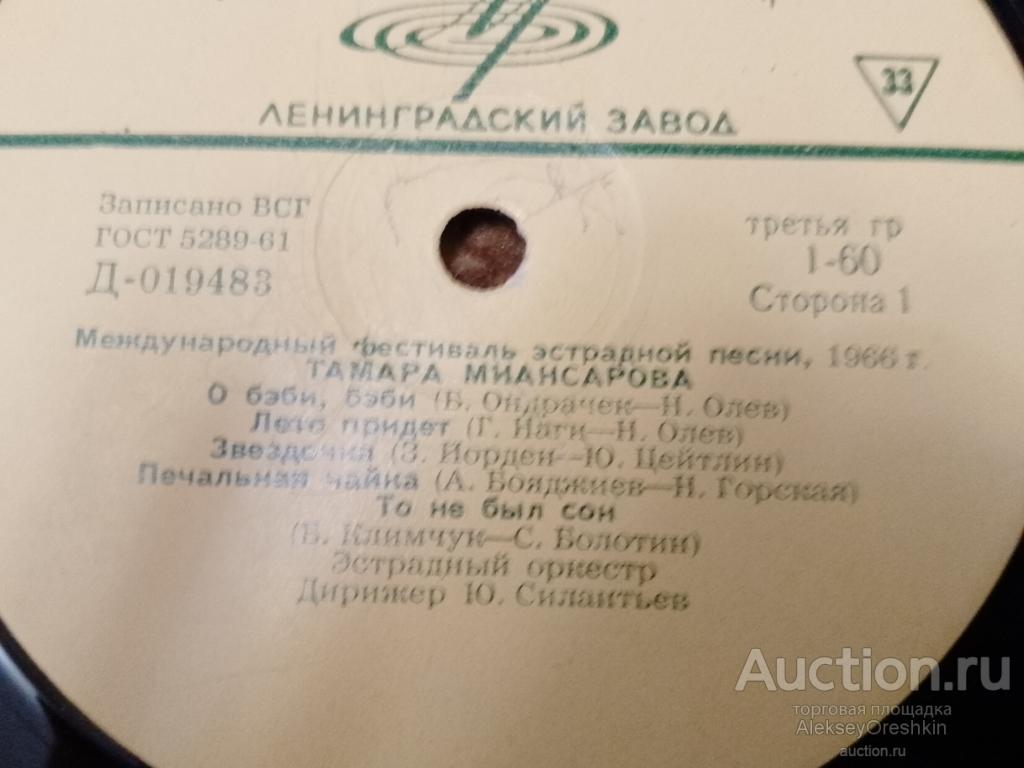 33
ЛЕНИНГРАДСКИЙ ЗАВОД
Записано ВСГ
ГОСТ 5289-61
Д-019483
третья гр
1-60
Сторона 1
Международный фестиваль эстрадной песни, 1966 г.
ТАМАРА МИАНСАРОВА
О бэби, бэби (Б. Ондрачек—Н. Олев)
Лето придет (Г. Наги—Н. Олев)
Звездочка (З. Йорден—Ю. Цейтлин)
Печальная чайка (А. Бояджиев—Н. Горская)
То не был сон
(Б. Климчук—С. Болотин)
Эстрадный оркестр
Дирижер Ю. Силантьев
Auction.ru
торговая площадка
AlekseyOreshkin
auction.ru